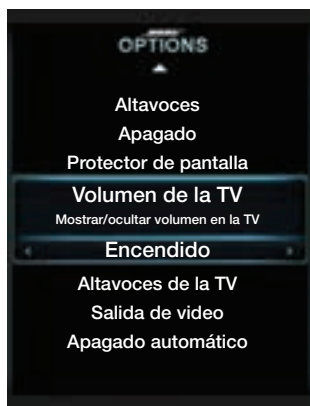 OPTIONS
Altavoces
Apagado
Protector de pantalla
Volumen de la TV
Mostrar/ocultar volumen en la TV
Encendido
Altavoces de la TV
Salida de video
Apagado automático